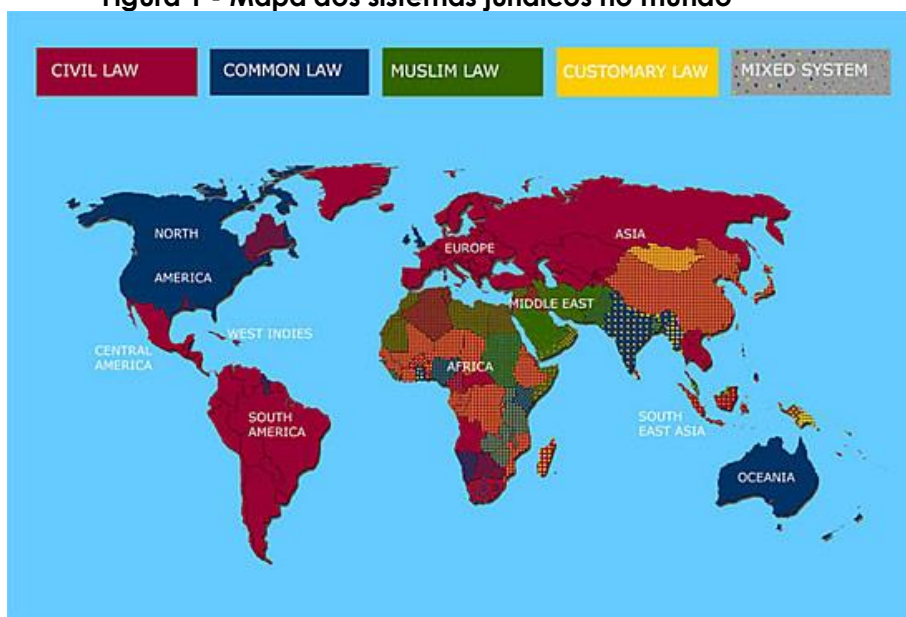 Figura 1 - Mapa dos sistemas jurídicos no mundo
CIVIL LAW
COMMON LAW
MUSLIM LAW
CUSTOMARY LAW
MIXED SYSTEM
NORTH
AMERICA
EUROPE
ASIA
MIDDLE EAST
WEST INDIES
CENTRAL
AMERICA
AFRICA
SOUTH
AMERICA
SOUTH
EAST ASIA
OCEANIA